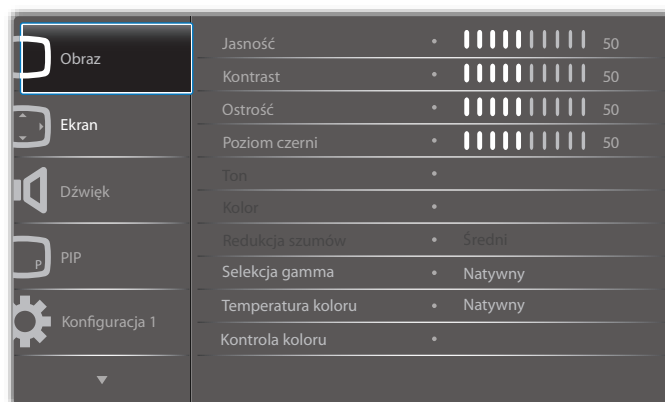 Obraz
Ekran
Dźwięk
P
PIP
Konfiguracja 1
Jasność • 50
Kontrast • 50
Ostrość • 50
Poziom czerni • 50
Ton •
Kolor •
Redukcja szumów • Średni
Selekcja gamma • Natywny
Temperatura koloru • Natywny
Kontrola koloru •